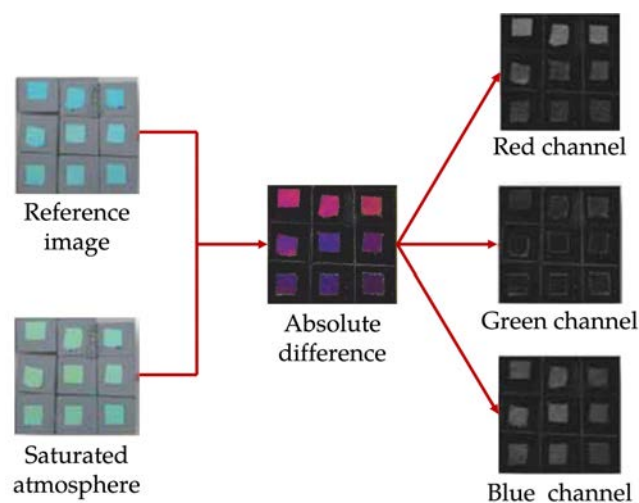 Reference
image
Saturated
atmosphere
Absolute
difference
Red channel
Green channel
Blue channel